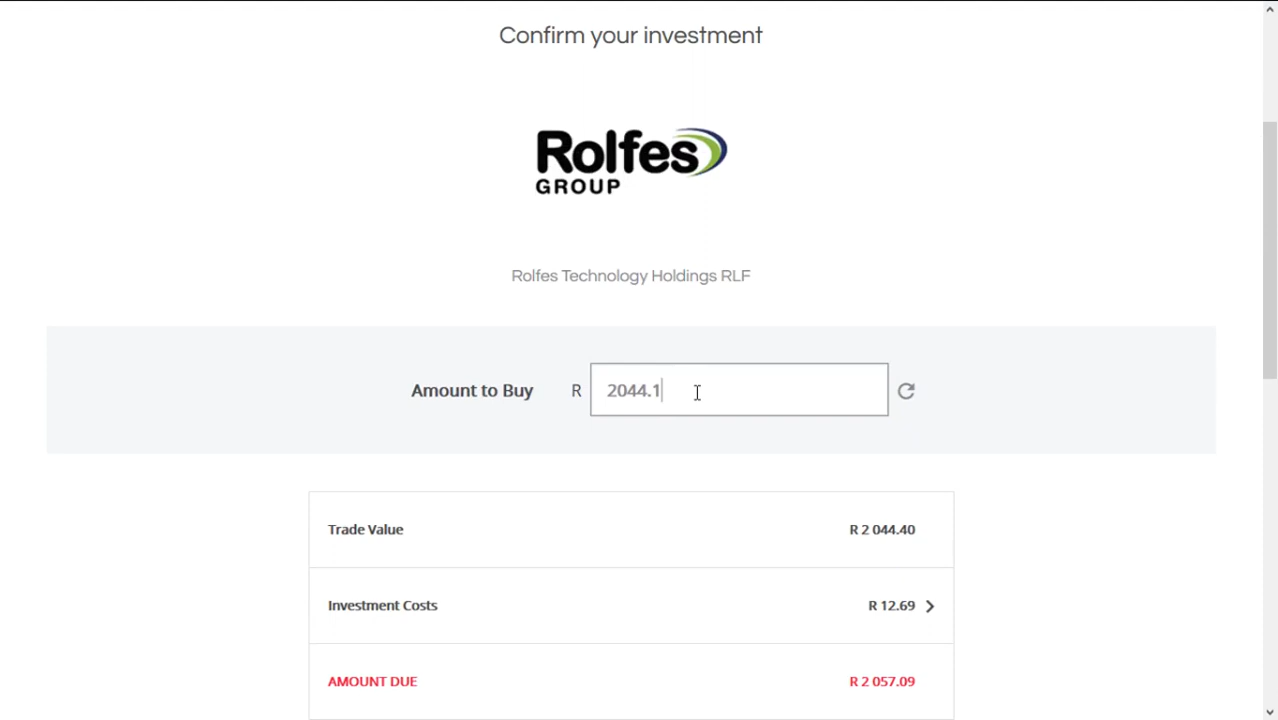 Confirm your investment
Rolfes
GROUP
Rolfes Technology Holdings RLF
Amount to Buy R 2044.1
Trade Value R 2 044.40
Investment Costs R 12.69
AMOUNT DUE R 2 057.09